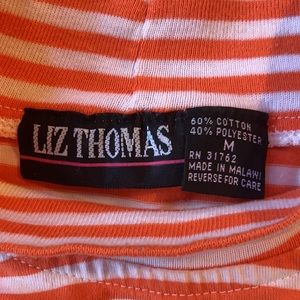 LIZ THOMAS
60% COTTON
40% POLYESTER
M
RN 31762
MADE IN MALAWI
REVERSE FOR CARE